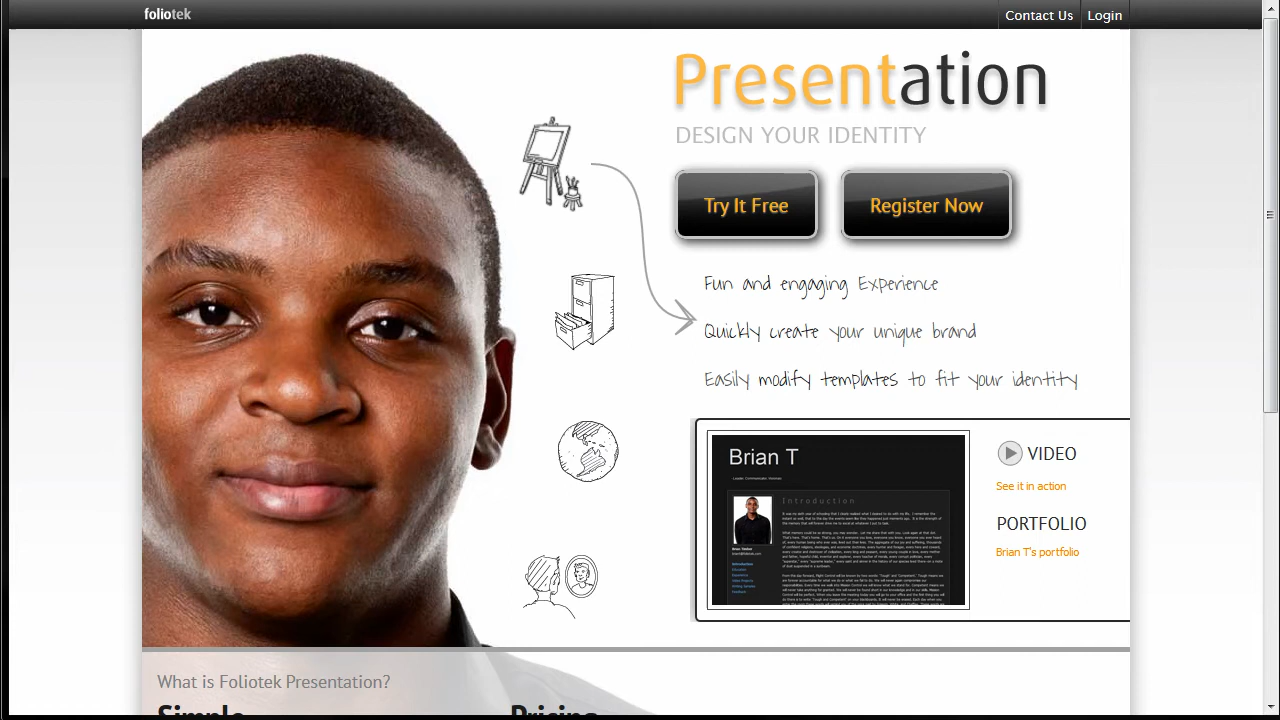 foliotek
Contact Us
Login
Presentation
DESIGN YOUR IDENTITY
Try It Free
Register Now
Fun and engaging Experience
Quickly create your unique brand
Easily modify templates to fit your identity
Brian T
Introduction
VIDEO
See it in action
PORTFOLIO
Brian T's portfolio
What is Foliotek Presentation?
Simple
Pricing